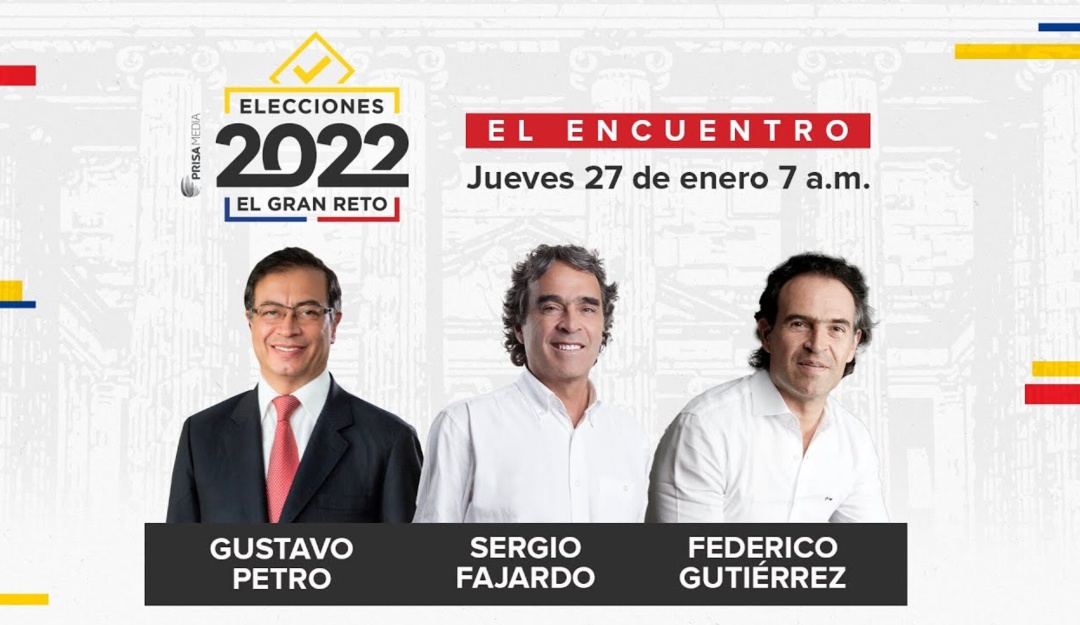 ELECCIONES
2022
EL GRAN RETO
PRISA MEDIA
EL ENCUENTRO
Jueves 27 de enero 7 a.m.
GUSTAVO
PETRO
SERGIO
FAJARDO
FEDERICO
GUTIÉRREZ